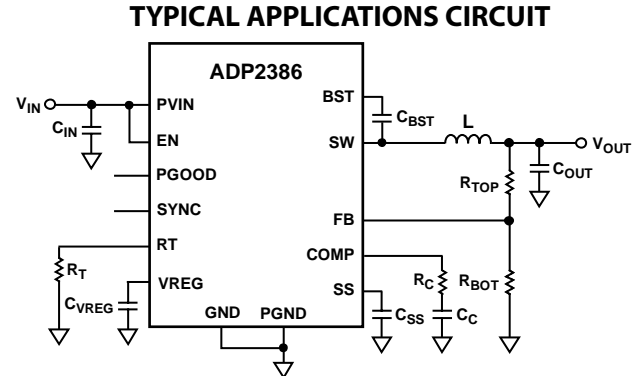 TYPICAL APPLICATIONS CIRCUIT
ADP2386
VIN
PVIN
BST
CBST
L
CIN
EN
SW
VOUT
COUT
RTOP
PGOOD
SYNC
FB
RT
RT
COMP
RC
RBOT
VREG
CVREG
SS
CSS
CC
GND PGND